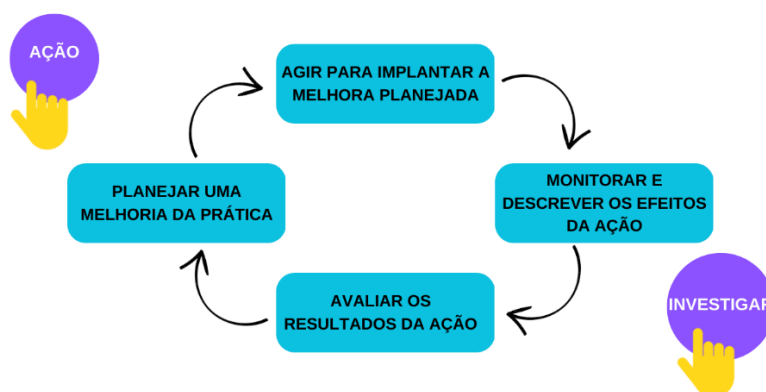 AÇÃO
AGIR PARA IMPLANTAR A
MELHORA PLANEJADA
PLANEJAR UMA
MELHORIA DA PRÁTICA
MONITORAR E
DESCREVER OS EFEITOS
DA AÇÃO
AVALIAR OS
RESULTADOS DA AÇÃO
INVESTIGAR